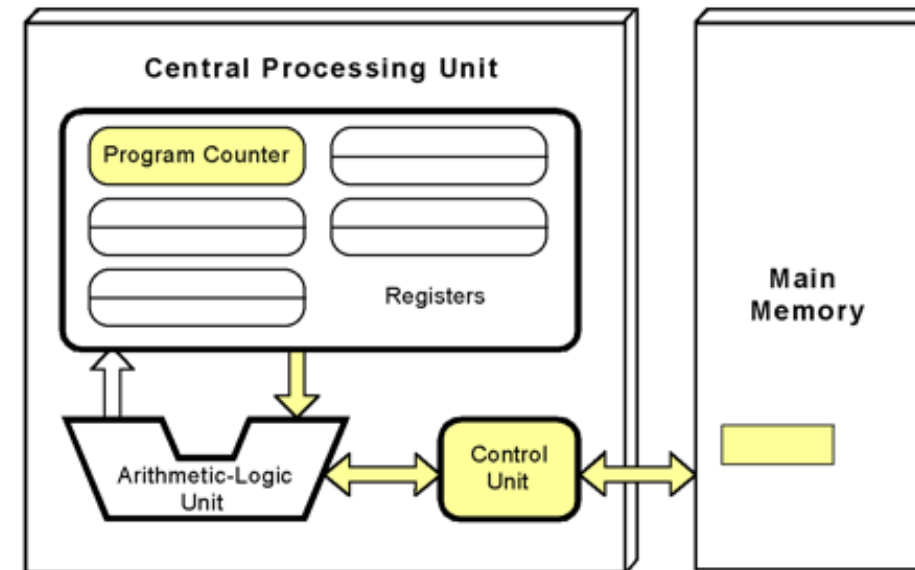 Central Processing Unit
Program Counter
Registers
Main
Memory
Arithmetic-Logic
Unit
Control
Unit